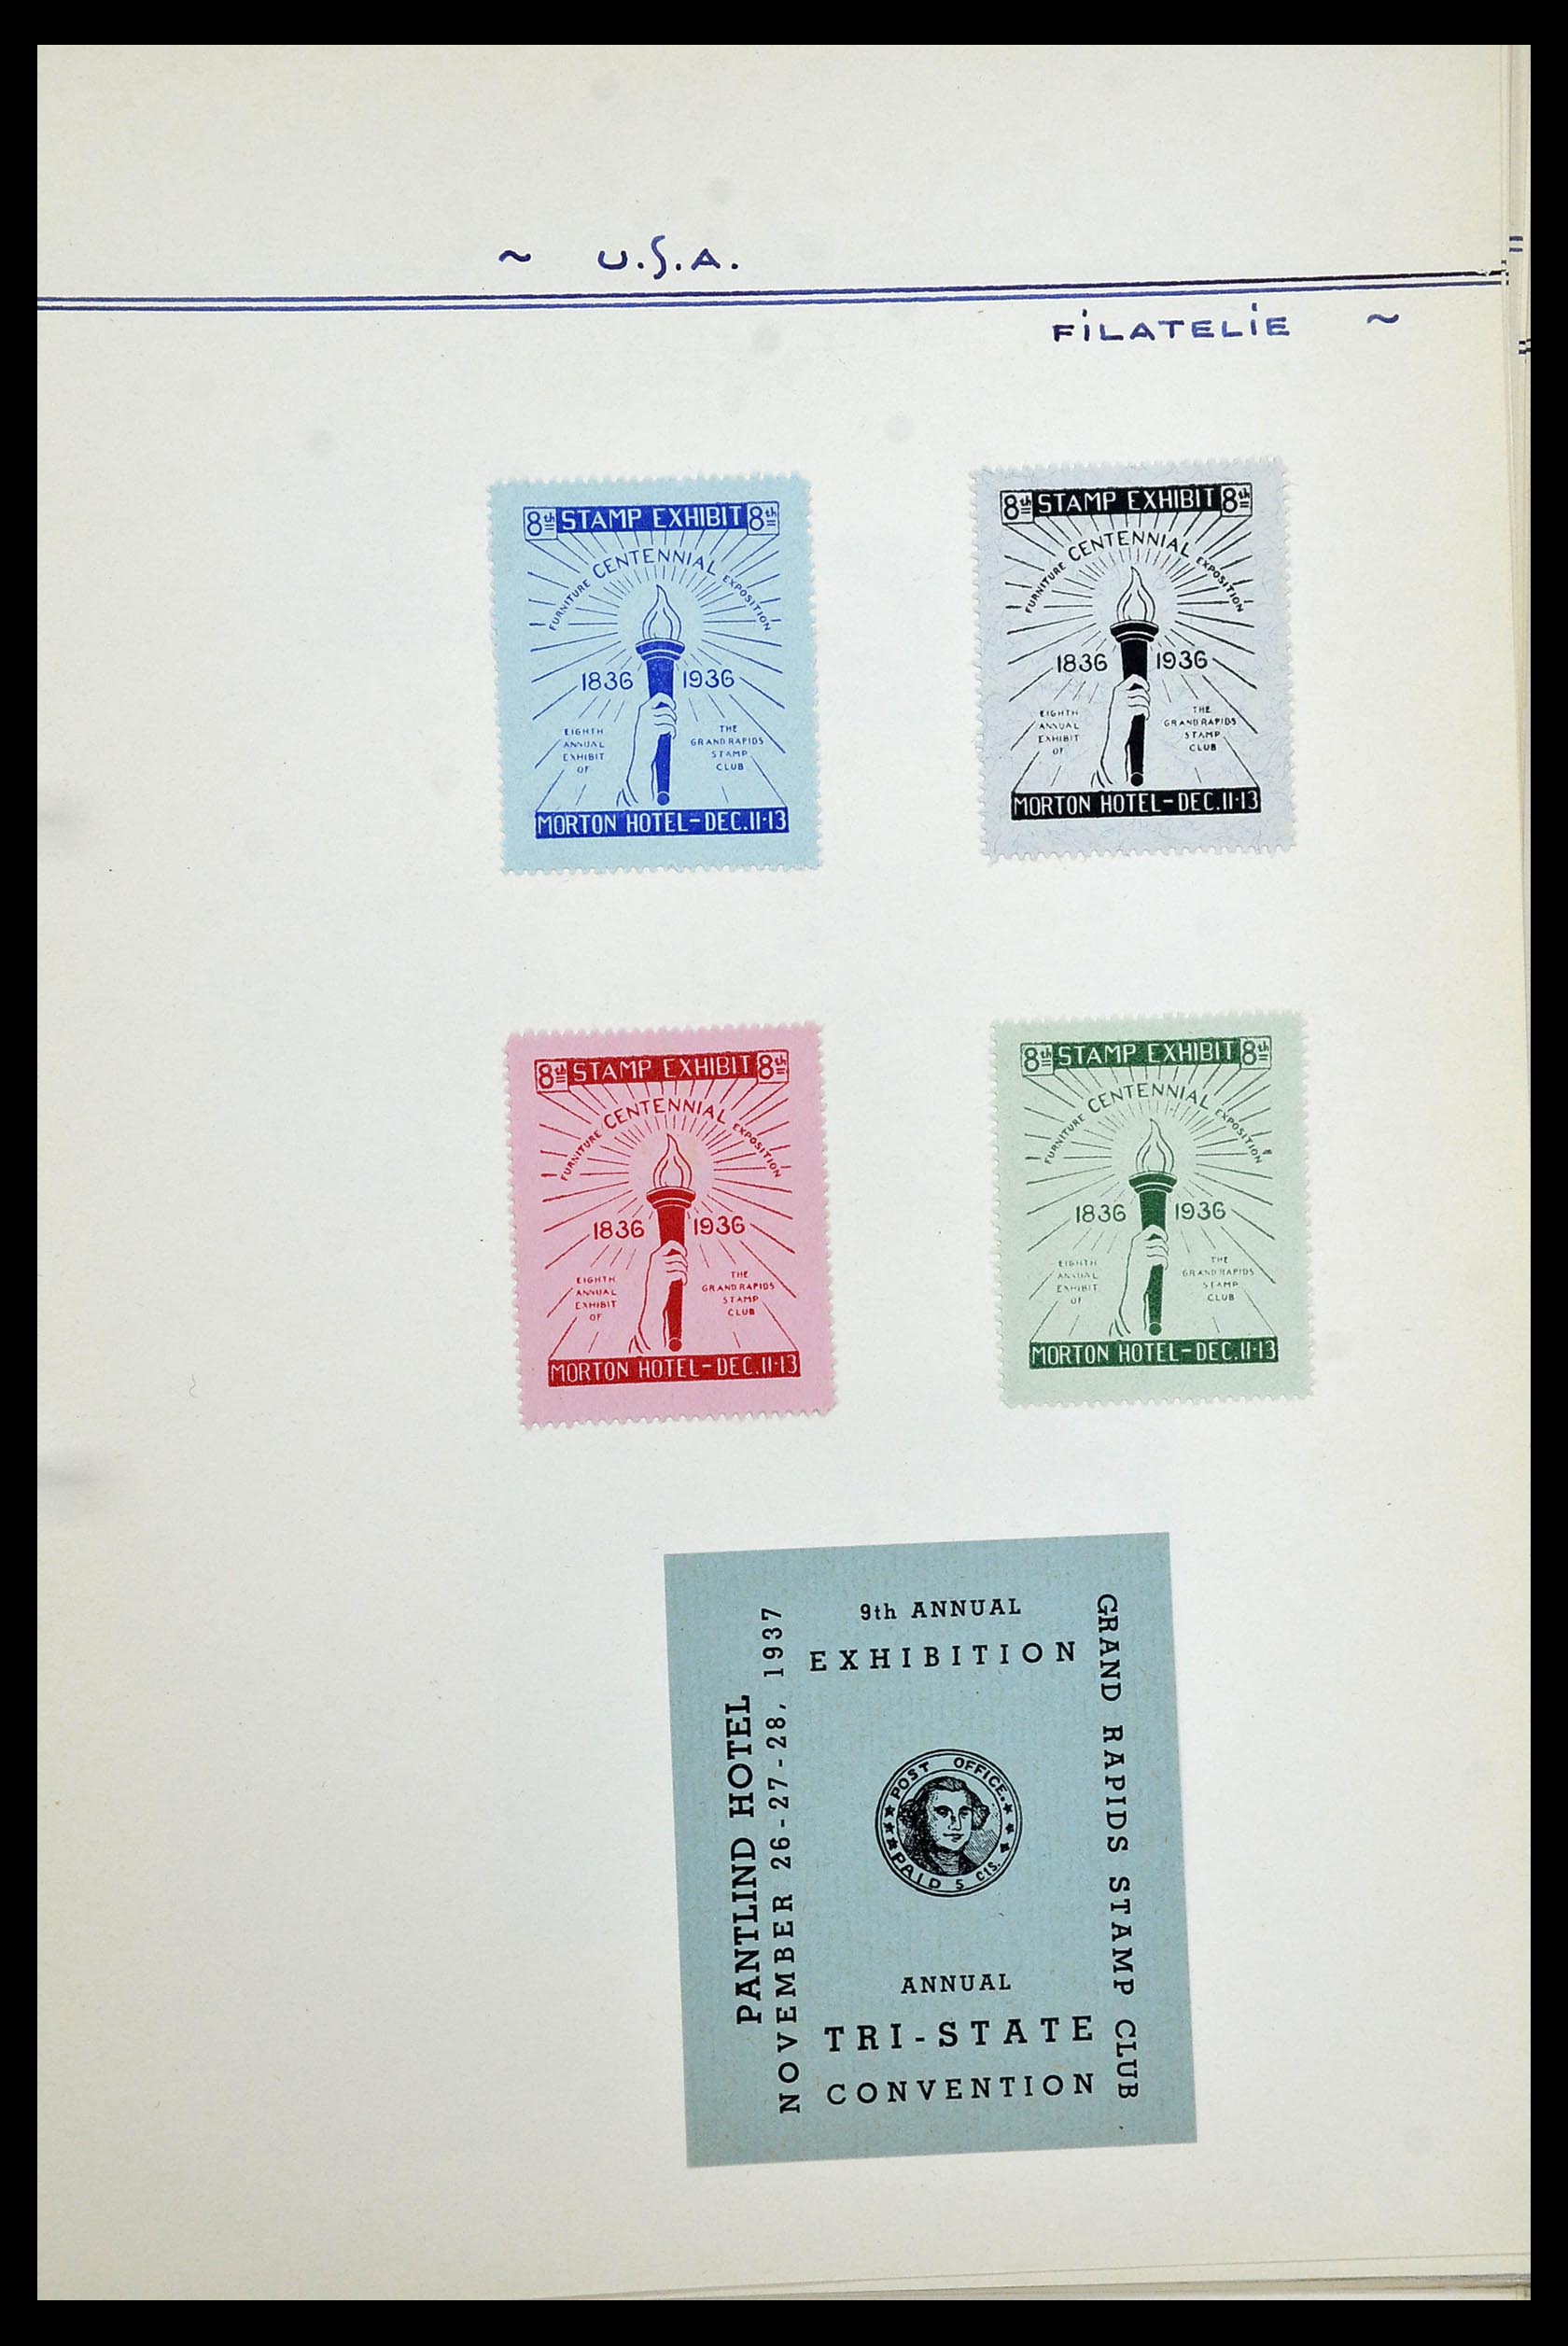 ~ U.S.A.
FILATELIE ~
8th STAMP EXHIBIT 8th
FURNITURE CENTENNIAL EXPOSITION
1836 1936
EIGHTH
ANNUAL
EXHIBIT
OF
THE
GRAND RAPIDS
STAMP
CLUB
MORTON HOTEL-DEC.11-13
8th STAMP EXHIBIT 8th
FURNITURE CENTENNIAL EXPOSITION
1836 1936
EIGHTH
ANNUAL
EXHIBIT
OF
THE
GRAND RAPIDS
STAMP
CLUB
MORTON HOTEL-DEC.11-13
8th STAMP EXHIBIT 8th
FURNITURE CENTENNIAL EXPOSITION
1836 1936
EIGHTH
ANNUAL
EXHIBIT
OF
THE
GRAND RAPIDS
STAMP
CLUB
MORTON HOTEL-DEC.11-13
8th STAMP EXHIBIT 8th
FURNITURE CENTENNIAL EXPOSITION
1836 1936
EIGHTH
ANNUAL
EXHIBIT
OF
THE
GRAND RAPIDS
STAMP
CLUB
MORTON HOTEL-DEC.11-13
PANTLIND HOTEL
NOVEMBER 26-27-28, 1937
9th ANNUAL
EXHIBITION
POST OFFICE.
PAID 5 CTS.
ANNUAL
TRI-STATE
CONVENTION
GRAND RAPIDS STAMP CLUB